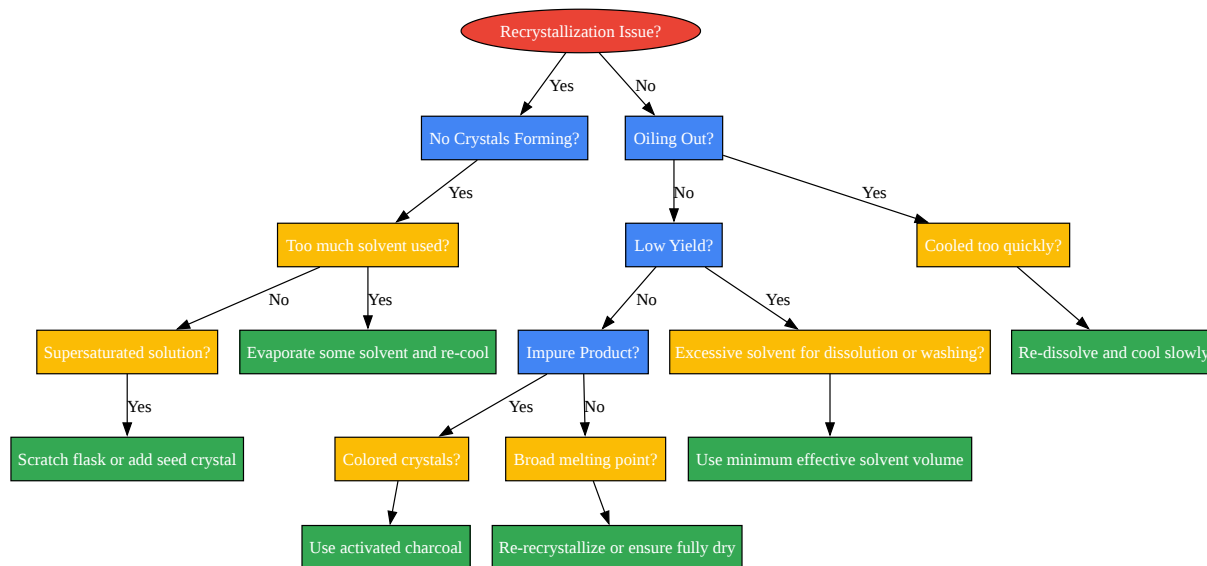 Recrystallization Issue?
Yes
No
No Crystals Forming?
Oiling Out?
Yes
No
Yes
Too much solvent used?
Low Yield?
Cooled too quickly?
No
Yes
No
Yes
Supersaturated solution?
Evaporate some solvent and re-cool
Impure Product?
Excessive solvent for dissolution or washing?
Re-dissolve and cool slowly
Yes
Yes
No
Scratch flask or add seed crystal
Colored crystals?
Broad melting point?
Use minimum effective solvent volume
Use activated charcoal
Re-recrystallize or ensure fully dry